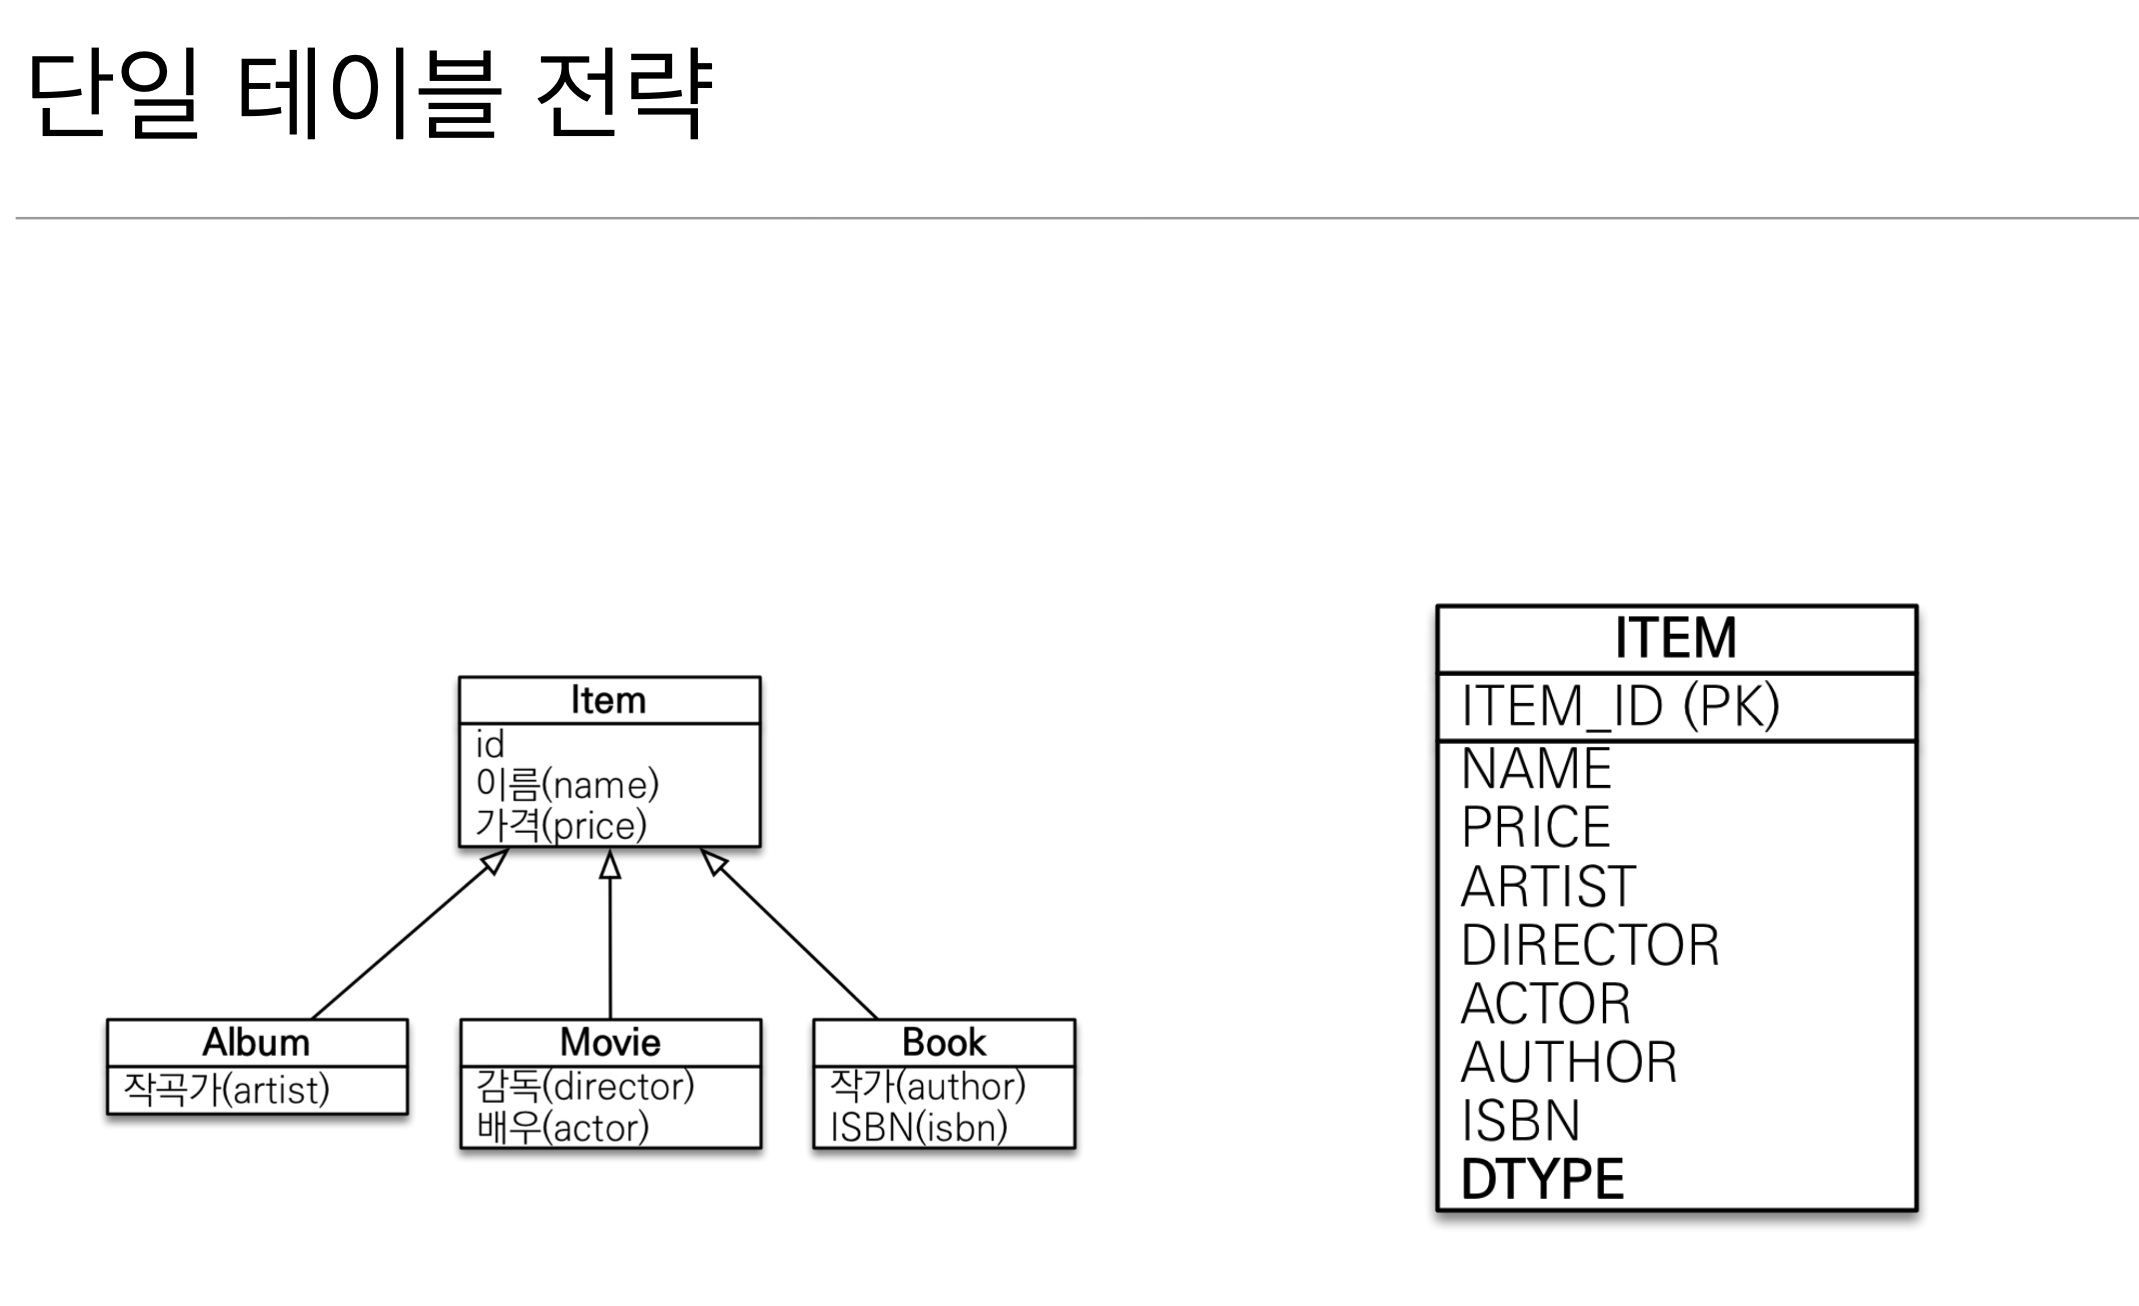 단일 테이블 전략
Item
id
이름(name)
가격(price)
Album
작곡가(artist)
Movie
감독(director)
배우(actor)
Book
작가(author)
ISBN(isbn)
ITEM
ITEM_ID (PK)
NAME
PRICE
ARTIST
DIRECTOR
ACTOR
AUTHOR
ISBN
DTYPE